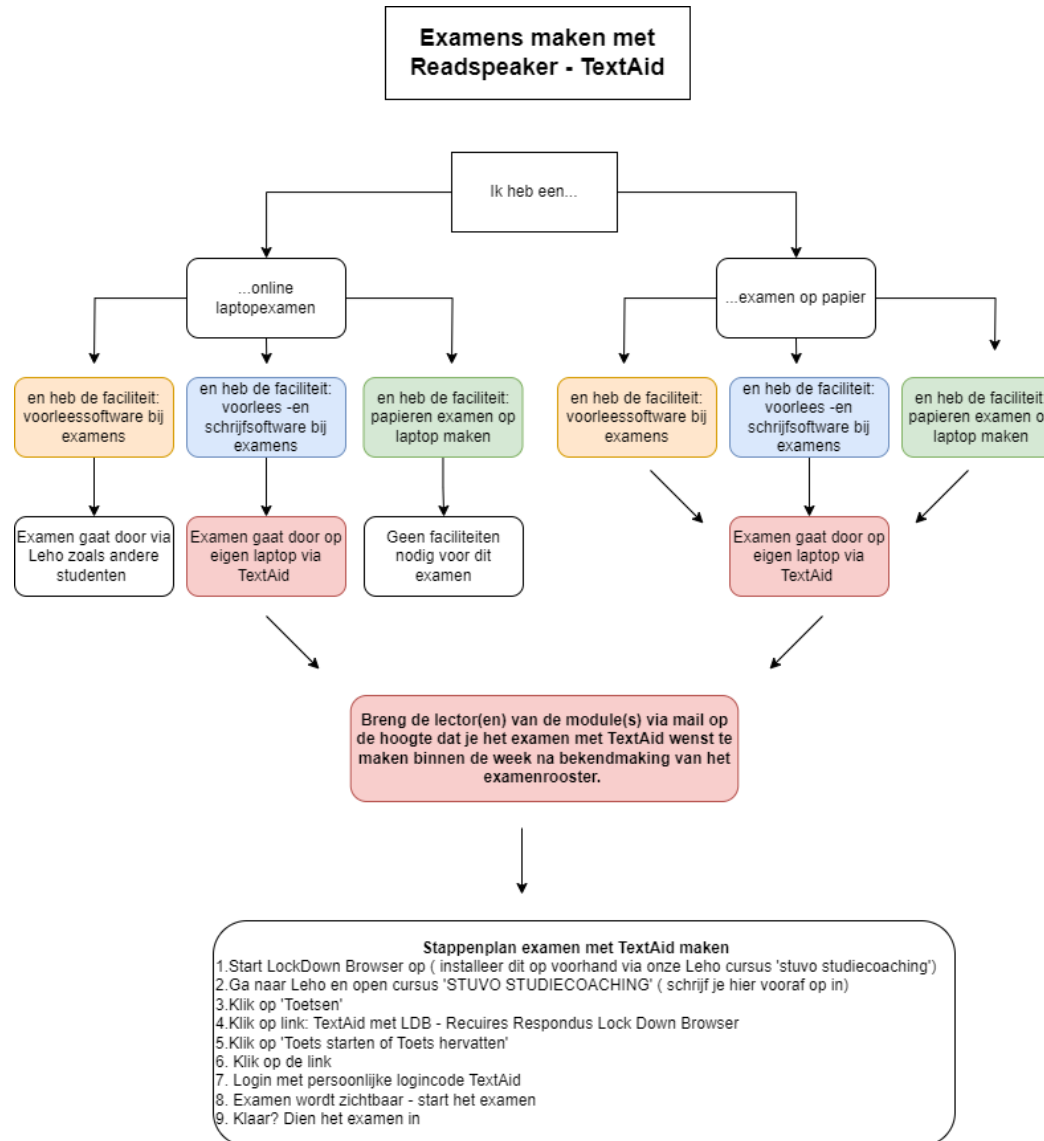 Examens maken met
Readspeaker - TextAid
Ik heb een...
...online
laptopexamen
...examen op papier
en heb de faciliteit:
voorleessoftware bij
examens
en heb de faciliteit:
voorlees -en
schrijfsoftware bij
examens
en heb de faciliteit:
papieren examen op
laptop maken
en heb de faciliteit:
voorleessoftware bij
examens
en heb de faciliteit:
voorlees -en
schrijfsoftware bij
examens
en heb de faciliteit:
papieren examen o
laptop maken
Examen gaat door via
Leho zoals andere
studenten
Examen gaat door op
eigen laptop via
TextAid
Geen faciliteiten
nodig voor dit
examen
Examen gaat door op
eigen laptop via
TextAid
Breng de lector(en) van de module(s) via mail op
de hoogte dat je het examen met TextAid wenst te
maken binnen de week na bekendmaking van het
examenrooster.
Stappenplan examen met TextAid maken
1.Start LockDown Browser op ( installeer dit op voorhand via onze Leho cursus 'stuvo studiecoaching')
2.Ga naar Leho en open cursus 'STUVO STUDIECOACHING' ( schrijf je hier vooraf op in)
3.Klik op 'Toetsen'
4.Klik op link: TextAid met LDB - Recuires Respondus Lock Down Browser
5.Klik op 'Toets starten of Toets hervatten'
6. Klik op de link
7. Login met persoonlijke logincode TextAid
8. Examen wordt zichtbaar - start het examen
9. Klaar? Dien het examen in